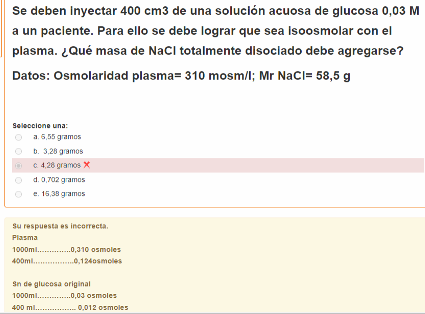 Se deben inyectar 400 cm3 de una solución acuosa de glucosa 0,03 M
a un paciente. Para ello se debe lograr que sea isoosmolar con el
plasma. ¿Qué masa de NaCl totalmente disociado debe agregarse?
Datos: Osmolaridad plasma= 310 mosm/l; Mr NaCl= 58,5 g
Seleccione una:
a. 6,55 gramos
b. 3,28 gramos
c. 4,28 gramos
d. 0,702 gramos
e. 16,38 gramos
Su respuesta es incorrecta.
Plasma
1000ml..............0,310 osmoles
400ml................0,124osmoles
Sn de glucosa original
1000ml..............0,03 osmoles
400 ml................ 0,012 osmoles